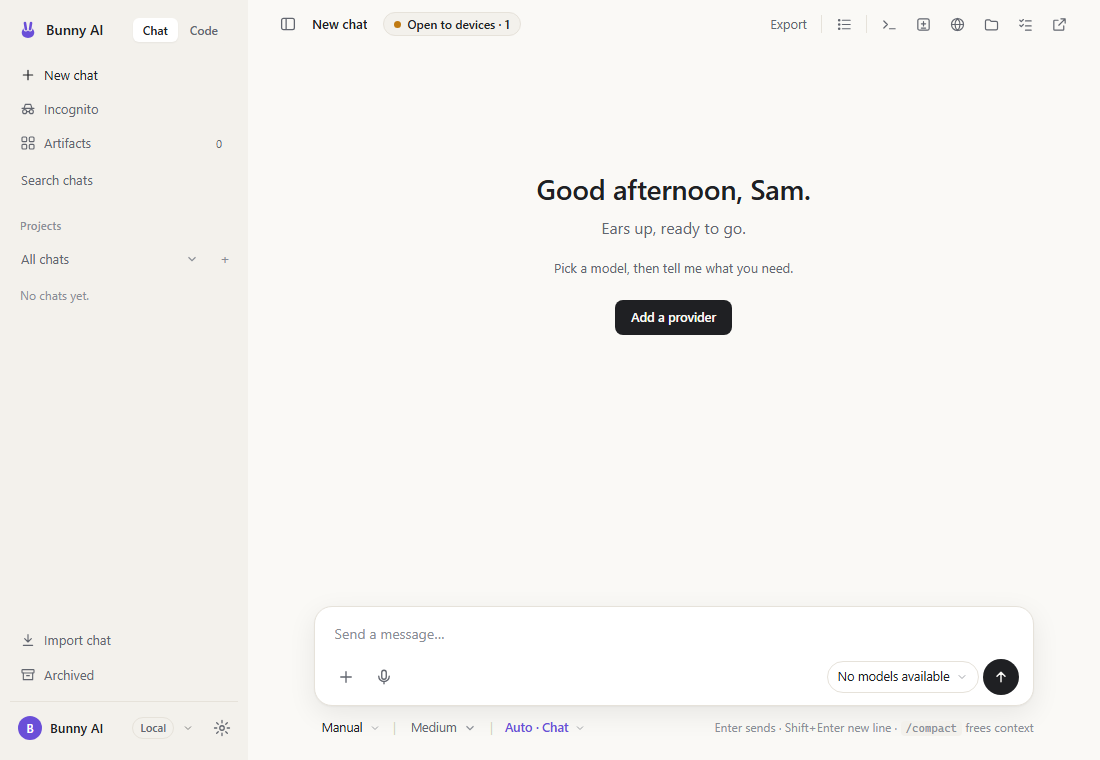 Bunny AI
Chat
Code
New chat
Incognito
Artifacts
0
Search chats
Projects
All chats
+
No chats yet.
Import chat
Archived
B
Bunny AI
Local
New chat
Open to devices · 1
Export
Good afternoon, Sam.
Ears up, ready to go.
Pick a model, then tell me what you need.
Add a provider
Send a message...
No models available
Manual
Medium
Auto · Chat
Enter sends · Shift+Enter new line · /compact frees context